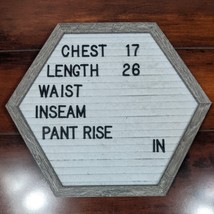 CHEST 17
LENGTH 26
WAIST
INSEAM
PANT RISE
IN